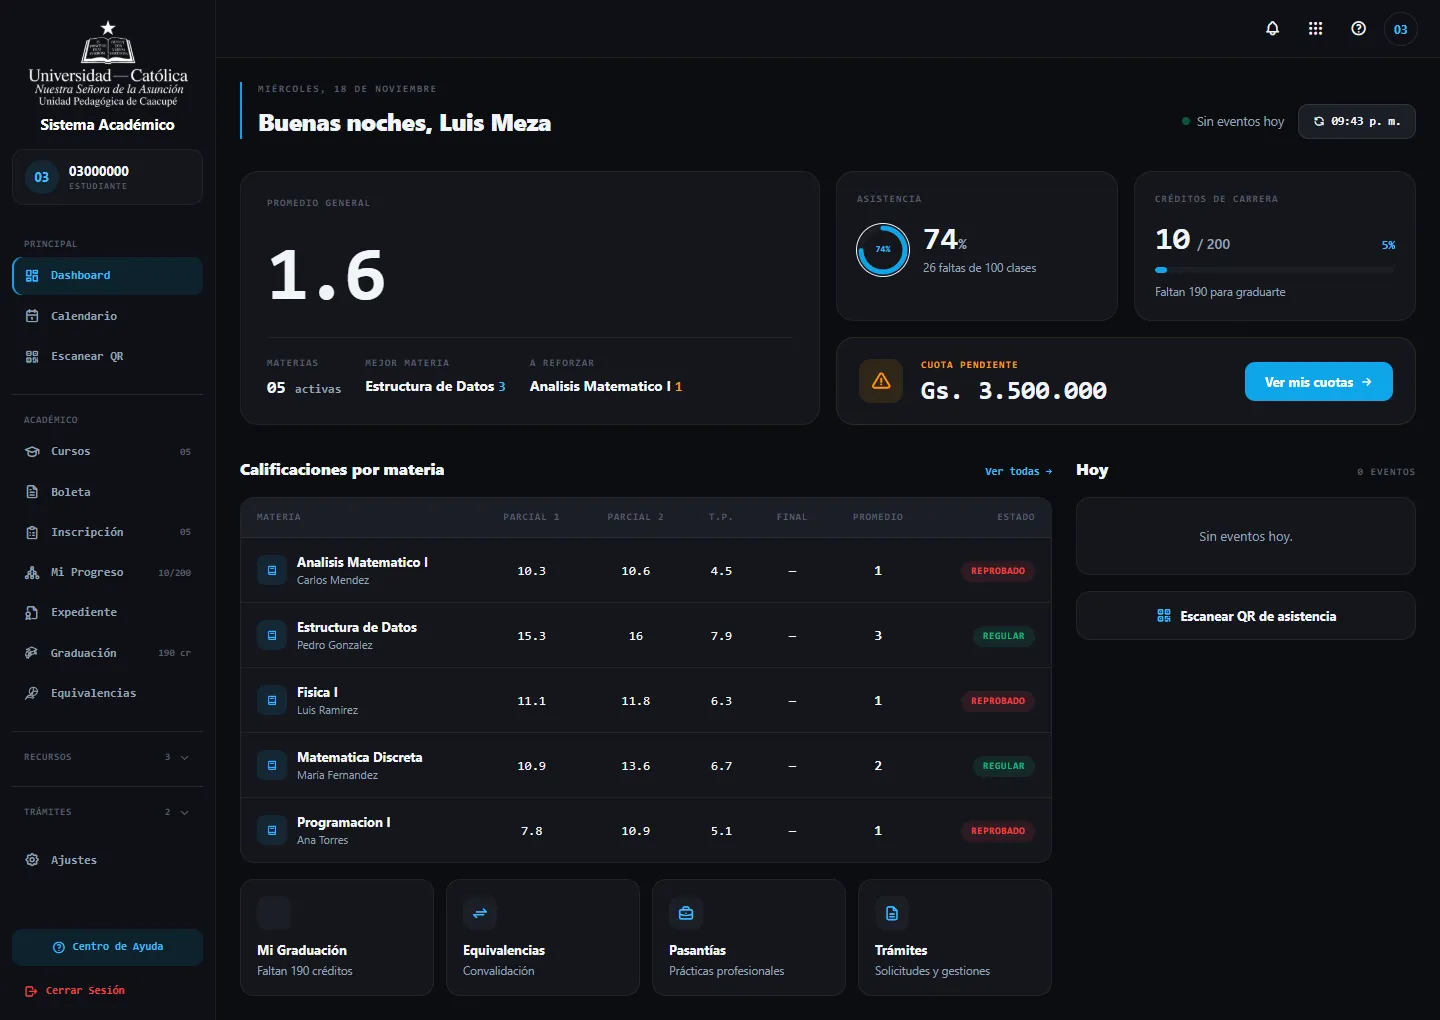 Universidad — Católica
Nuestra Señora de la Asunción
Unidad Pedagógica de Caacupé
Sistema Académico
03
03000000
ESTUDIANTE
PRINCIPAL
Dashboard
Calendario
Escanear QR
ACADÉMICO
Cursos 05
Boleta
Inscripción 05
Mi Progreso 10/200
Expediente
Graduación 190 cr
Equivalencias
RECURSOS 3
TRÁMITES 2
Ajustes
Centro de Ayuda
Cerrar Sesión
03
MIÉRCOLES, 18 DE NOVIEMBRE
Buenas noches, Luis Meza
Sin eventos hoy
09:43 p. m.
PROMEDIO GENERAL
1.6
MATERIAS
05 activas
MEJOR MATERIA
Estructura de Datos 3
A REFORZAR
Analisis Matematico I 1
ASISTENCIA
74%
74%
26 faltas de 100 clases
CRÉDITOS DE CARRERA
10 / 200
5%
Faltan 190 para graduarte
CUOTA PENDIENTE
Gs. 3.500.000
Ver mis cuotas →
Calificaciones por materia
Ver todas →
MATERIA PARCIAL 1 PARCIAL 2 T.P. FINAL PROMEDIO ESTADO
Analisis Matematico I
Carlos Mendez
10.3 10.6 4.5 — 1 REPROBADO
Estructura de Datos
Pedro Gonzalez
15.3 16 7.9 — 3 REGULAR
Fisica I
Luis Ramirez
11.1 11.8 6.3 — 1 REPROBADO
Matematica Discreta
Maria Fernandez
10.9 13.6 6.7 — 2 REGULAR
Programacion I
Ana Torres
7.8 10.9 5.1 — 1 REPROBADO
Mi Graduación
Faltan 190 créditos
Equivalencias
Convalidación
Pasantías
Prácticas profesionales
Trámites
Solicitudes y gestiones
Hoy
0 EVENTOS
Sin eventos hoy.
Escanear QR de asistencia